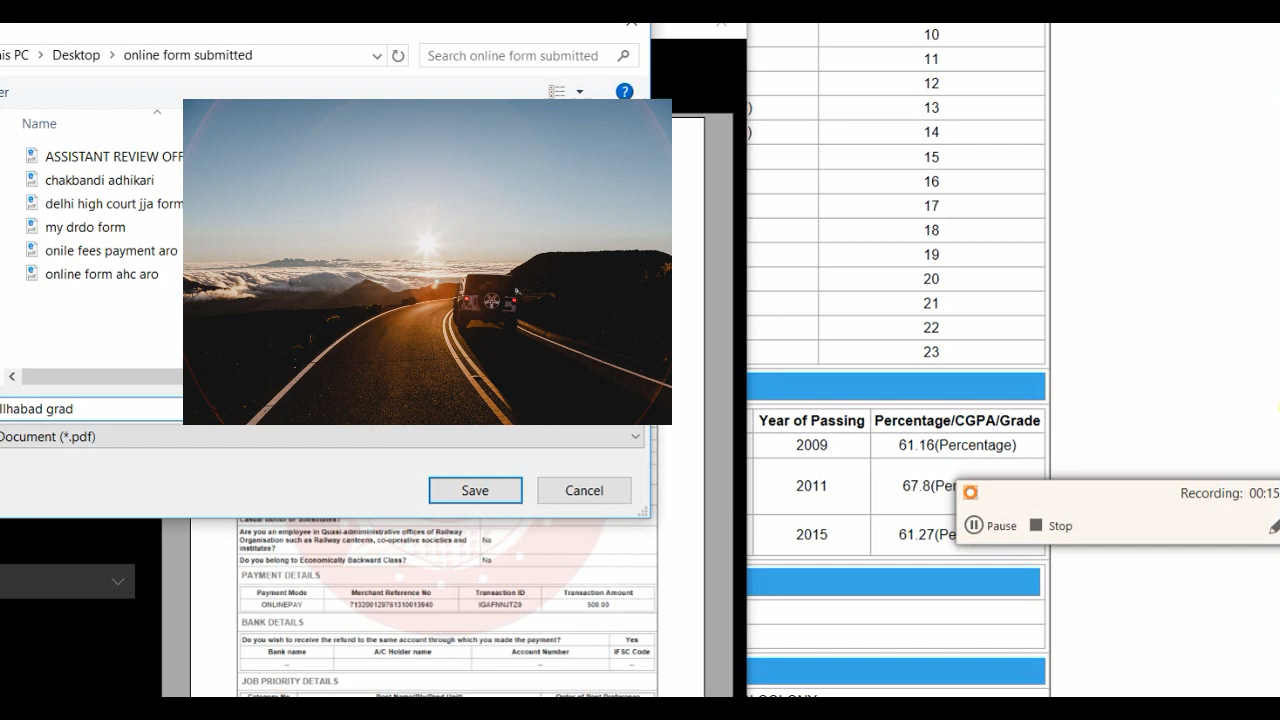 is PC > Desktop > online form submitted
Search online form submitted
er
?
Name
ASSISTANT REVIEW OFF
chakbandi adhikari
delhi high court jja form
my drdo form
onile fees payment aro
online form ahc aro
lhabad grad
Document (*.pdf)
Save
Cancel
Are you an employee in Quasi-administrative offices of Railway
Organisation such as Railway canteens, co-operative societies and
institutes?
No
Do you belong to Economically Backward Class?
No
PAYMENT DETAILS
Payment Mode
Merchant Reference No
Transaction ID
Transaction Amount
ONLINEPAY
500.00
BANK DETAILS
Do you wish to receive the refund to the same account through which you made the payment?
Yes
Bank name
A/C Holder name
Account Number
IFSC Code
--
--
--
JOB PRIORITY DETAILS
10
11
12
) 13
) 14
15
16
17
18
19
20
21
22
23
Year of Passing
Percentage/CGPA/Grade
2009
61.16(Percentage)
2011
67.8(Per
2015
61.27(Pe
Recording: 00:15
Pause
Stop